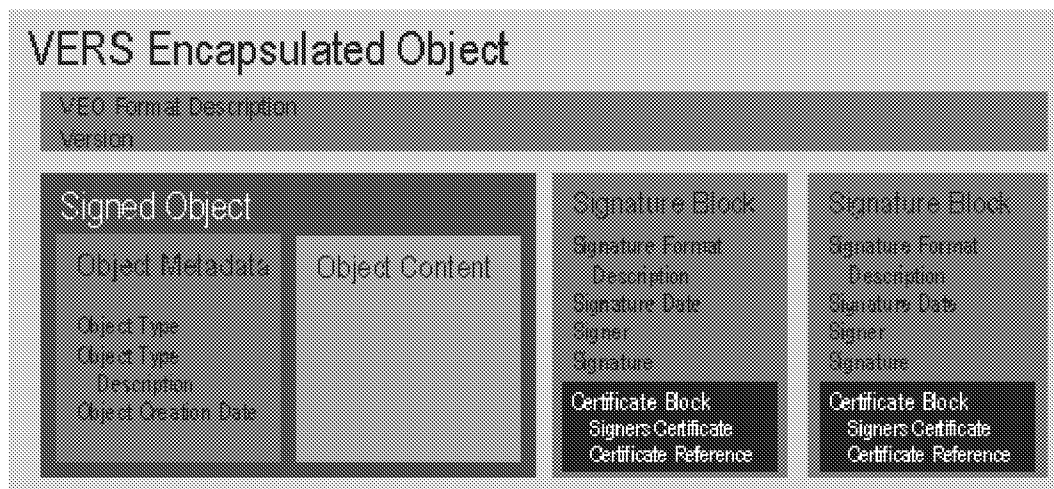 VERS Encapsulated Object
VEO Formal Description
Version
Signed Object
Object Metadata
Object Type
Object Type
Description
Object Creation Date
Object Content
Signature Block
Signature Format
Description
Signature Date
Signer
Signature
Certificate Block
Signers Certificate
Certificate Reference
Signature Block
Signature Format
Description
Signature Date
Signer
Signature
Certificate Block
Signers Certificate
Certificate Reference